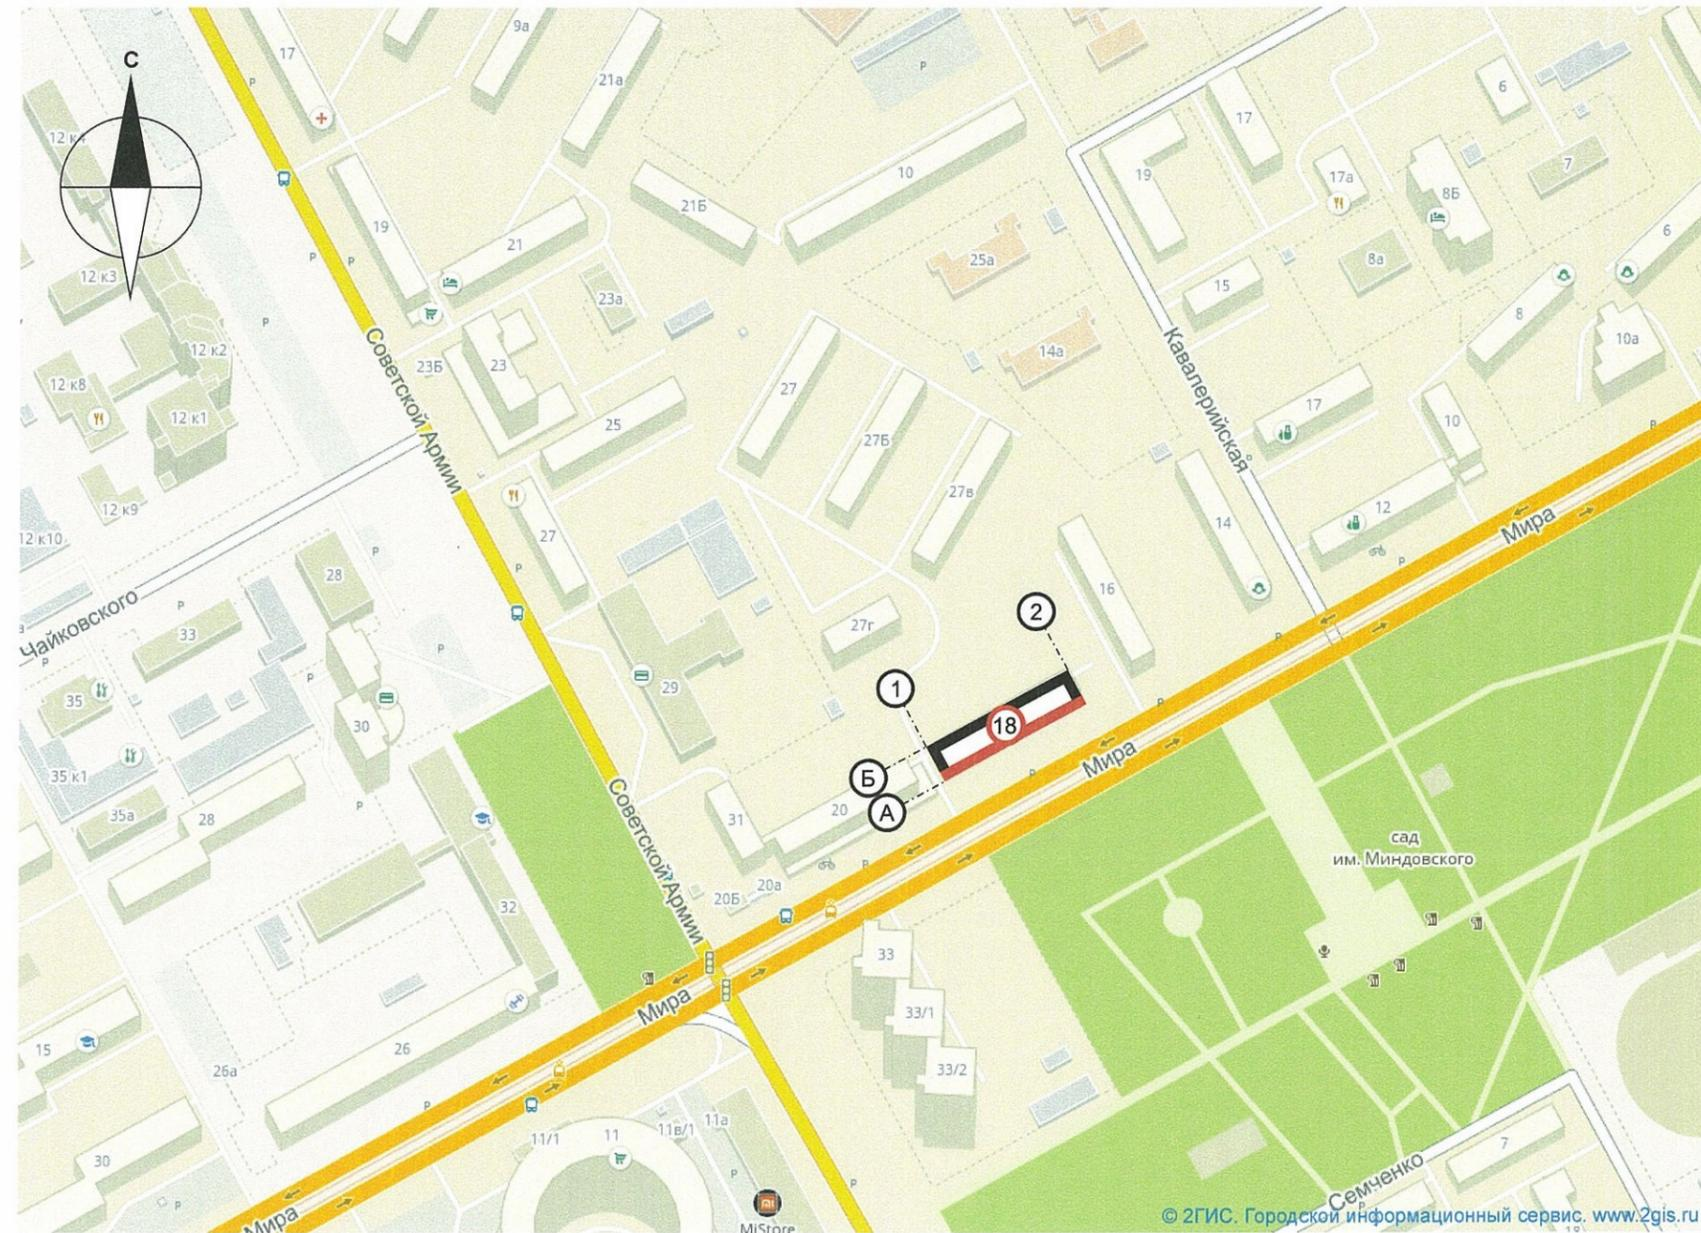 С
17
9а
21а
Р
12 к4
19
21
21Б
10
17
6
7
19
17а
8Б
6
12 к3
23а
25а
8а
15
8
12 к2
23Б
23
14а
10а
12 к8
27
17
12 к1
25
Советской Армии
Кавалерийская
27Б
10
27в
12 к9
12 к10
27
14
12
Мира
28
16
Чайковского
33
27г
2
35
29
1
30
18
Мира
35 к1
Б
А
35а
28
31
20
Советской Армии
сад
им. Миндовского
20а
20Б
32
33
Мира
33/1
15
26
26а
33/2
11а
11в/1
11/1
11
30
7
Семченко
MiStore
Мира
© 2ГИС. Городской информационный сервис. www.2gis.ru